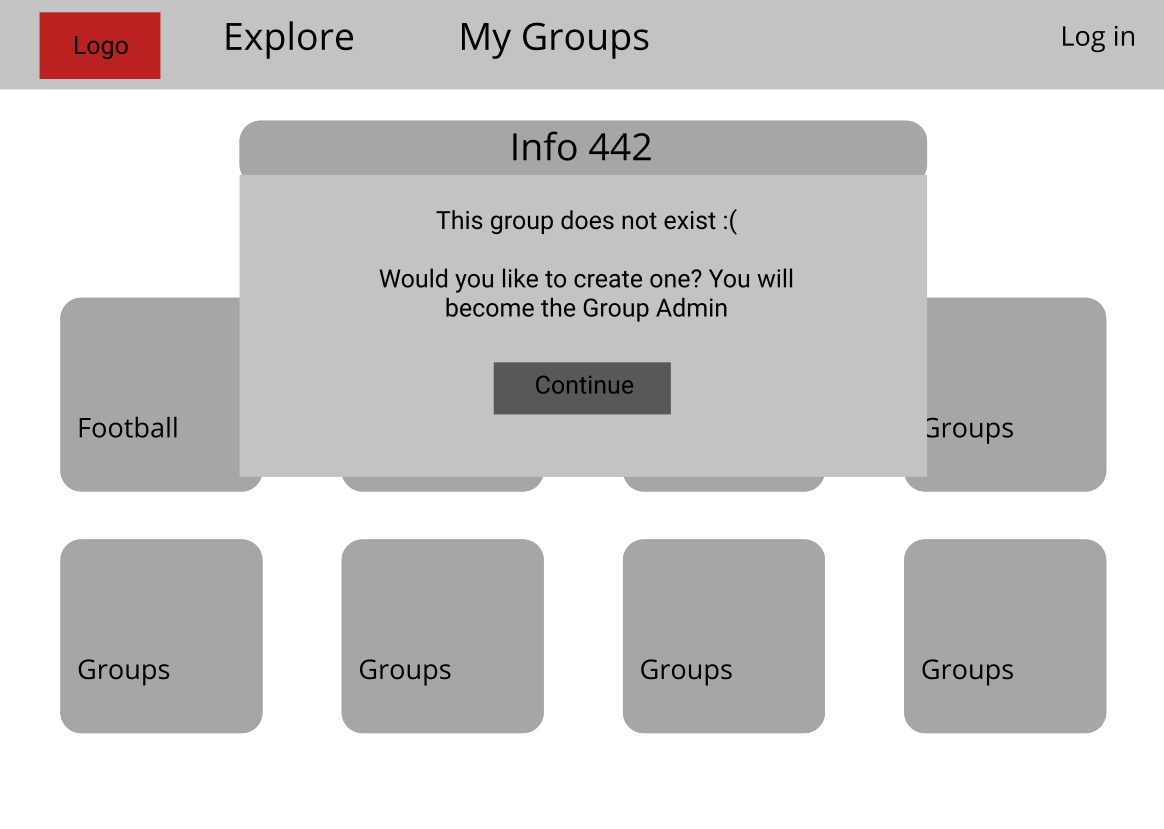 Logo
Explore
My Groups
Log in
Info 442
This group does not exist :(
Would you like to create one? You will
become the Group Admin
Continue
Football
Groups
Groups
Groups
Groups
Groups